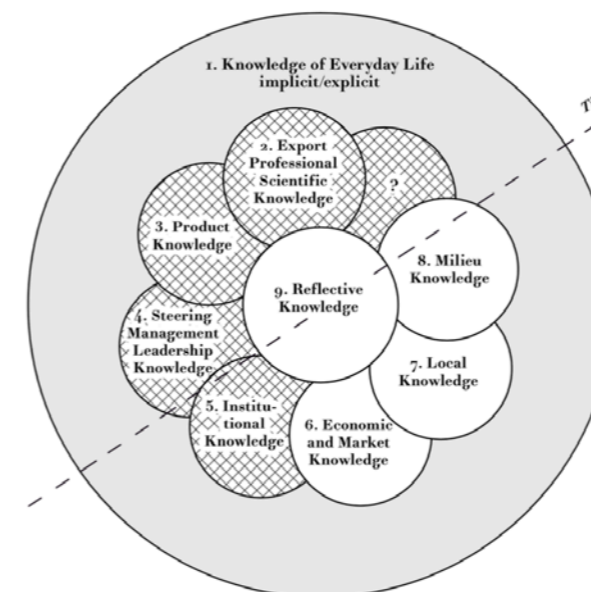 1. Knowledge of Everyday Life
implicit/explicit
2. Export
Professional
Scientific
Knowledge
?
3. Product
Knowledge
8. Milieu
Knowledge
9. Reflective
Knowledge
4. Steering
Management
Leadership
Knowledge
7. Local
Knowledge
5. Institu-
tional
Knowledge
6. Economic
and Market
Knowledge